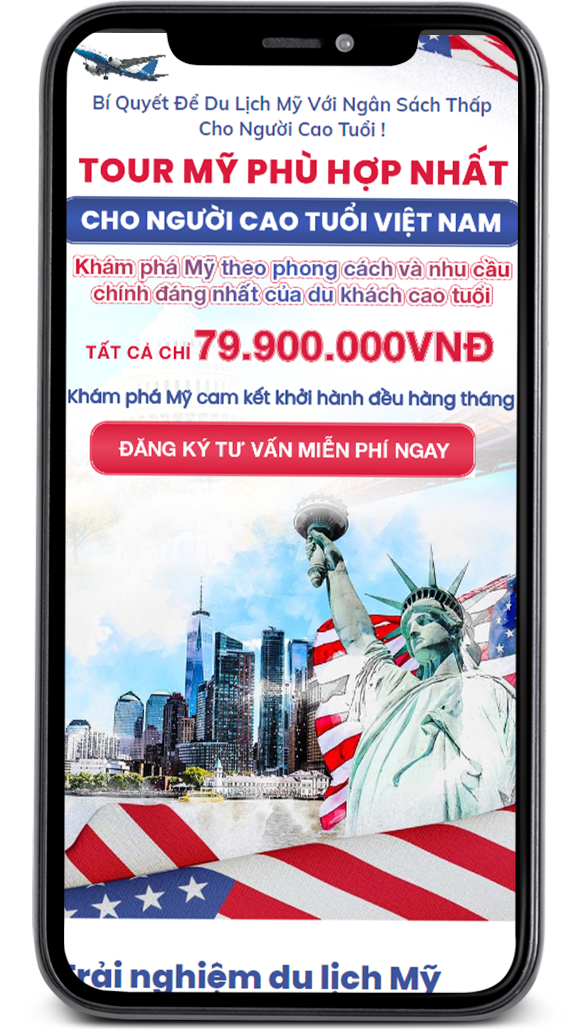 Bí Quyết Để Du Lịch Mỹ Với Ngân Sách Thấp
Cho Người Cao Tuổi !
TOUR MỸ PHÙ HỢP NHẤT
CHO NGƯỜI CAO TUỔI VIỆT NAM
Khám phá Mỹ theo phong cách và nhu cầu
chính đáng nhất của du khách cao tuổi
TẤT CẢ CHỈ 79.900.000VNĐ
Khám phá Mỹ cam kết khởi hành đều hàng tháng
ĐĂNG KÝ TƯ VẤN MIỄN PHÍ NGAY
Trải nghiệm du lịch Mỹ